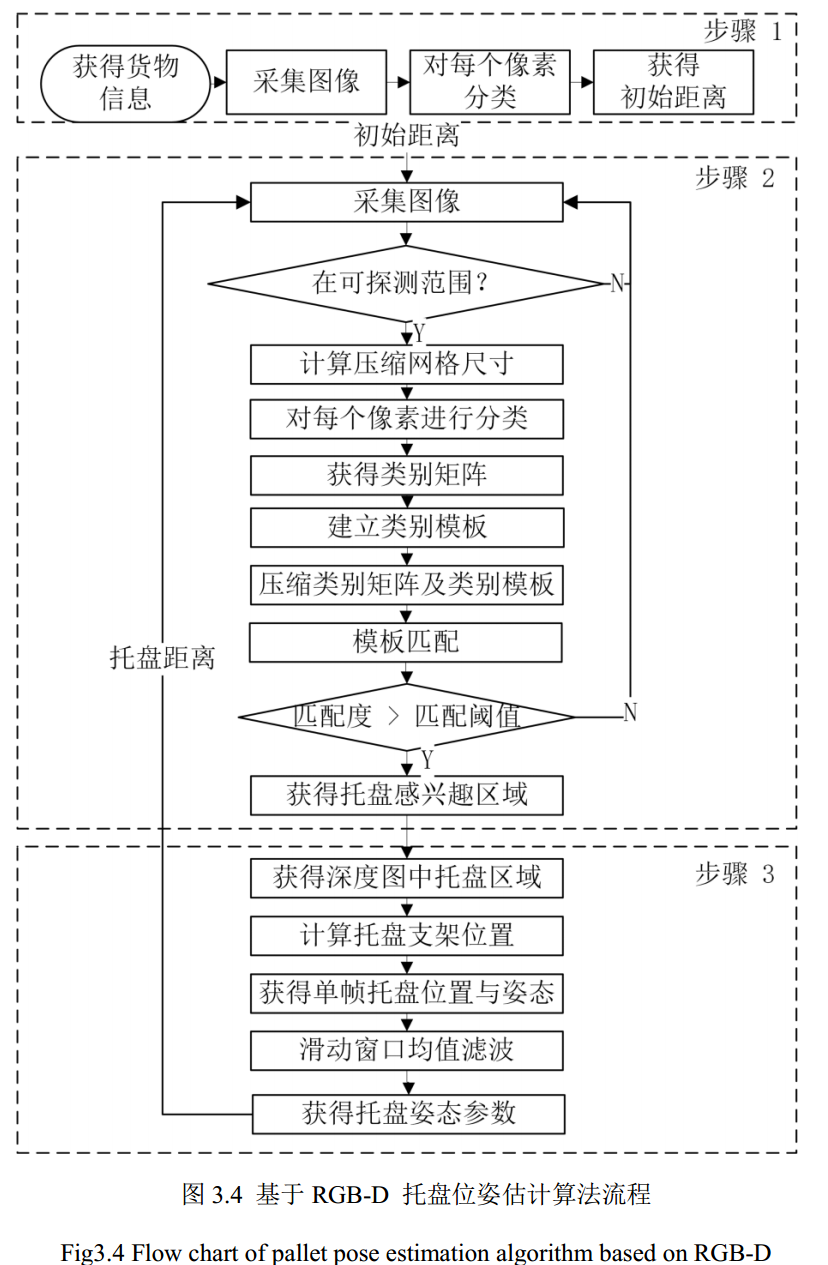 步骤 1
获得货物
信息
采集图像
对每个像素
分类
获得
初始距离
初始距离
步骤 2
采集图像
在可探测范围?
N
Y
计算压缩网格尺寸
对每个像素进行分类
获得类别矩阵
建立类别模板
压缩类别矩阵及类别模板
模板匹配
托盘距离
匹配度 > 匹配阈值
N
Y
获得托盘感兴趣区域
步骤 3
获得深度图中托盘区域
计算托盘支架位置
获得单帧托盘位置与姿态
滑动窗口均值滤波
获得托盘姿态参数
图 3.4 基于 RGB-D 托盘位姿估计算法流程
Fig3.4 Flow chart of pallet pose estimation algorithm based on RGB-D